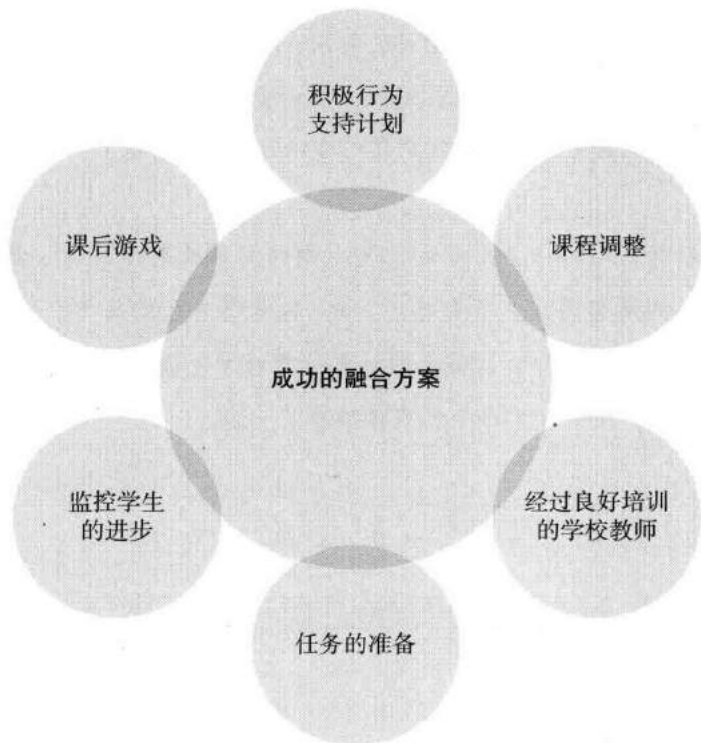 积极行为
支持计划
课后游戏
课程调整
成功的融合方案
监控学生
的进步
经过良好培训
的学校教师
任务的准备